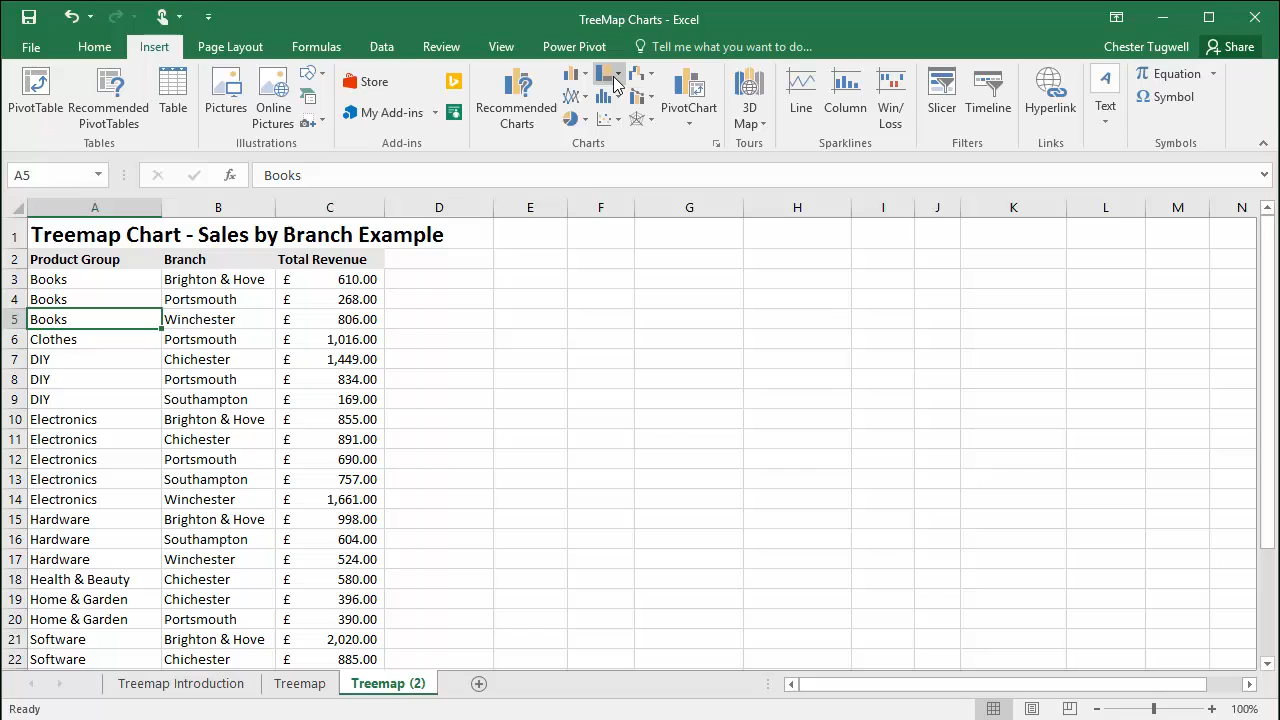 TreeMap Charts - Excel
File Home Insert Page Layout Formulas Data Review View Power Pivot Tell me what you want to do... Chester Tugwell Share
PivotTable Recommended PivotTables Table
Tables
Pictures Online Pictures
Illustrations
Store
My Add-ins
Add-ins
Recommended Charts
PivotChart
Charts
3D Map
Tours
Line Column Win/Loss
Sparklines
Slicer Timeline
Filters
Hyperlink
Links
A Text
π Equation
Ω Symbol
Symbols
A5 fx Books
A B C D E F G H I J K L M N
1 Treemap Chart - Sales by Branch Example
2 Product Group Branch Total Revenue
3 Books Brighton & Hove £ 610.00
4 Books Portsmouth £ 268.00
5 Books Winchester £ 806.00
6 Clothes Portsmouth £ 1,016.00
7 DIY Chichester £ 1,449.00
8 DIY Portsmouth £ 834.00
9 DIY Southampton £ 169.00
10 Electronics Brighton & Hove £ 855.00
11 Electronics Chichester £ 891.00
12 Electronics Portsmouth £ 690.00
13 Electronics Southampton £ 757.00
14 Electronics Winchester £ 1,661.00
15 Hardware Brighton & Hove £ 998.00
16 Hardware Southampton £ 604.00
17 Hardware Winchester £ 524.00
18 Health & Beauty Chichester £ 580.00
19 Home & Garden Chichester £ 396.00
20 Home & Garden Portsmouth £ 390.00
21 Software Brighton & Hove £ 2,020.00
22 Software Chichester £ 885.00
Treemap Introduction Treemap Treemap (2)
Ready 100%